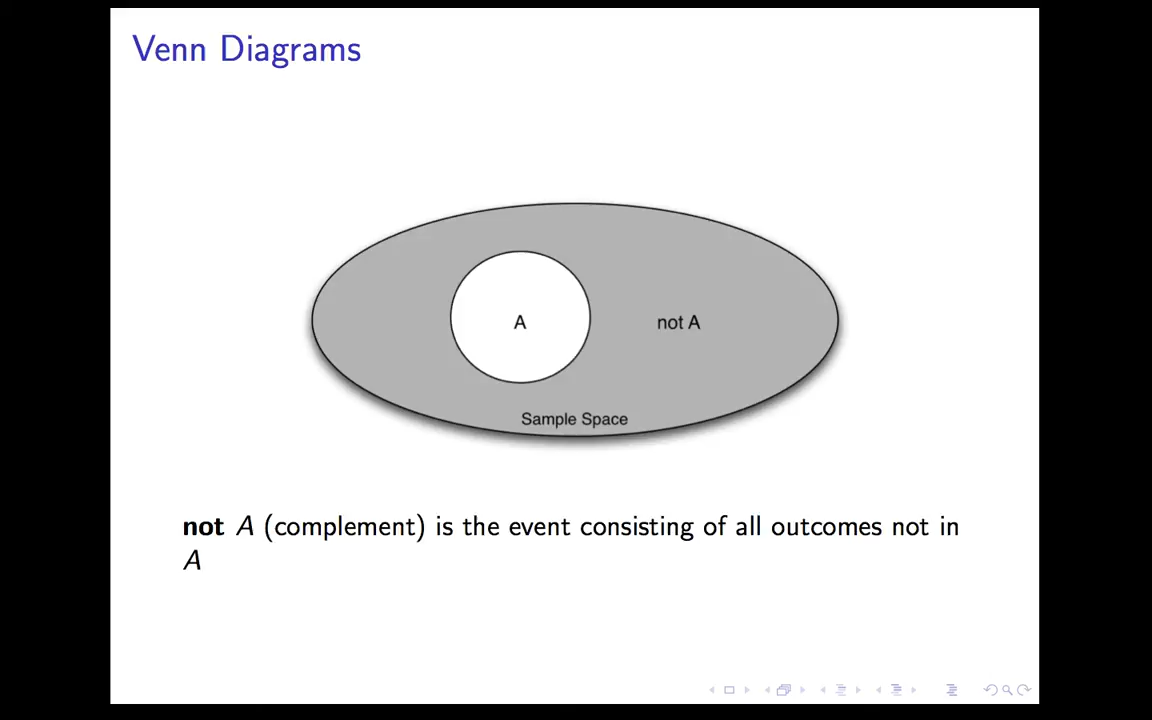 Venn Diagrams
A
not A
Sample Space
not A (complement) is the event consisting of all outcomes not in
A